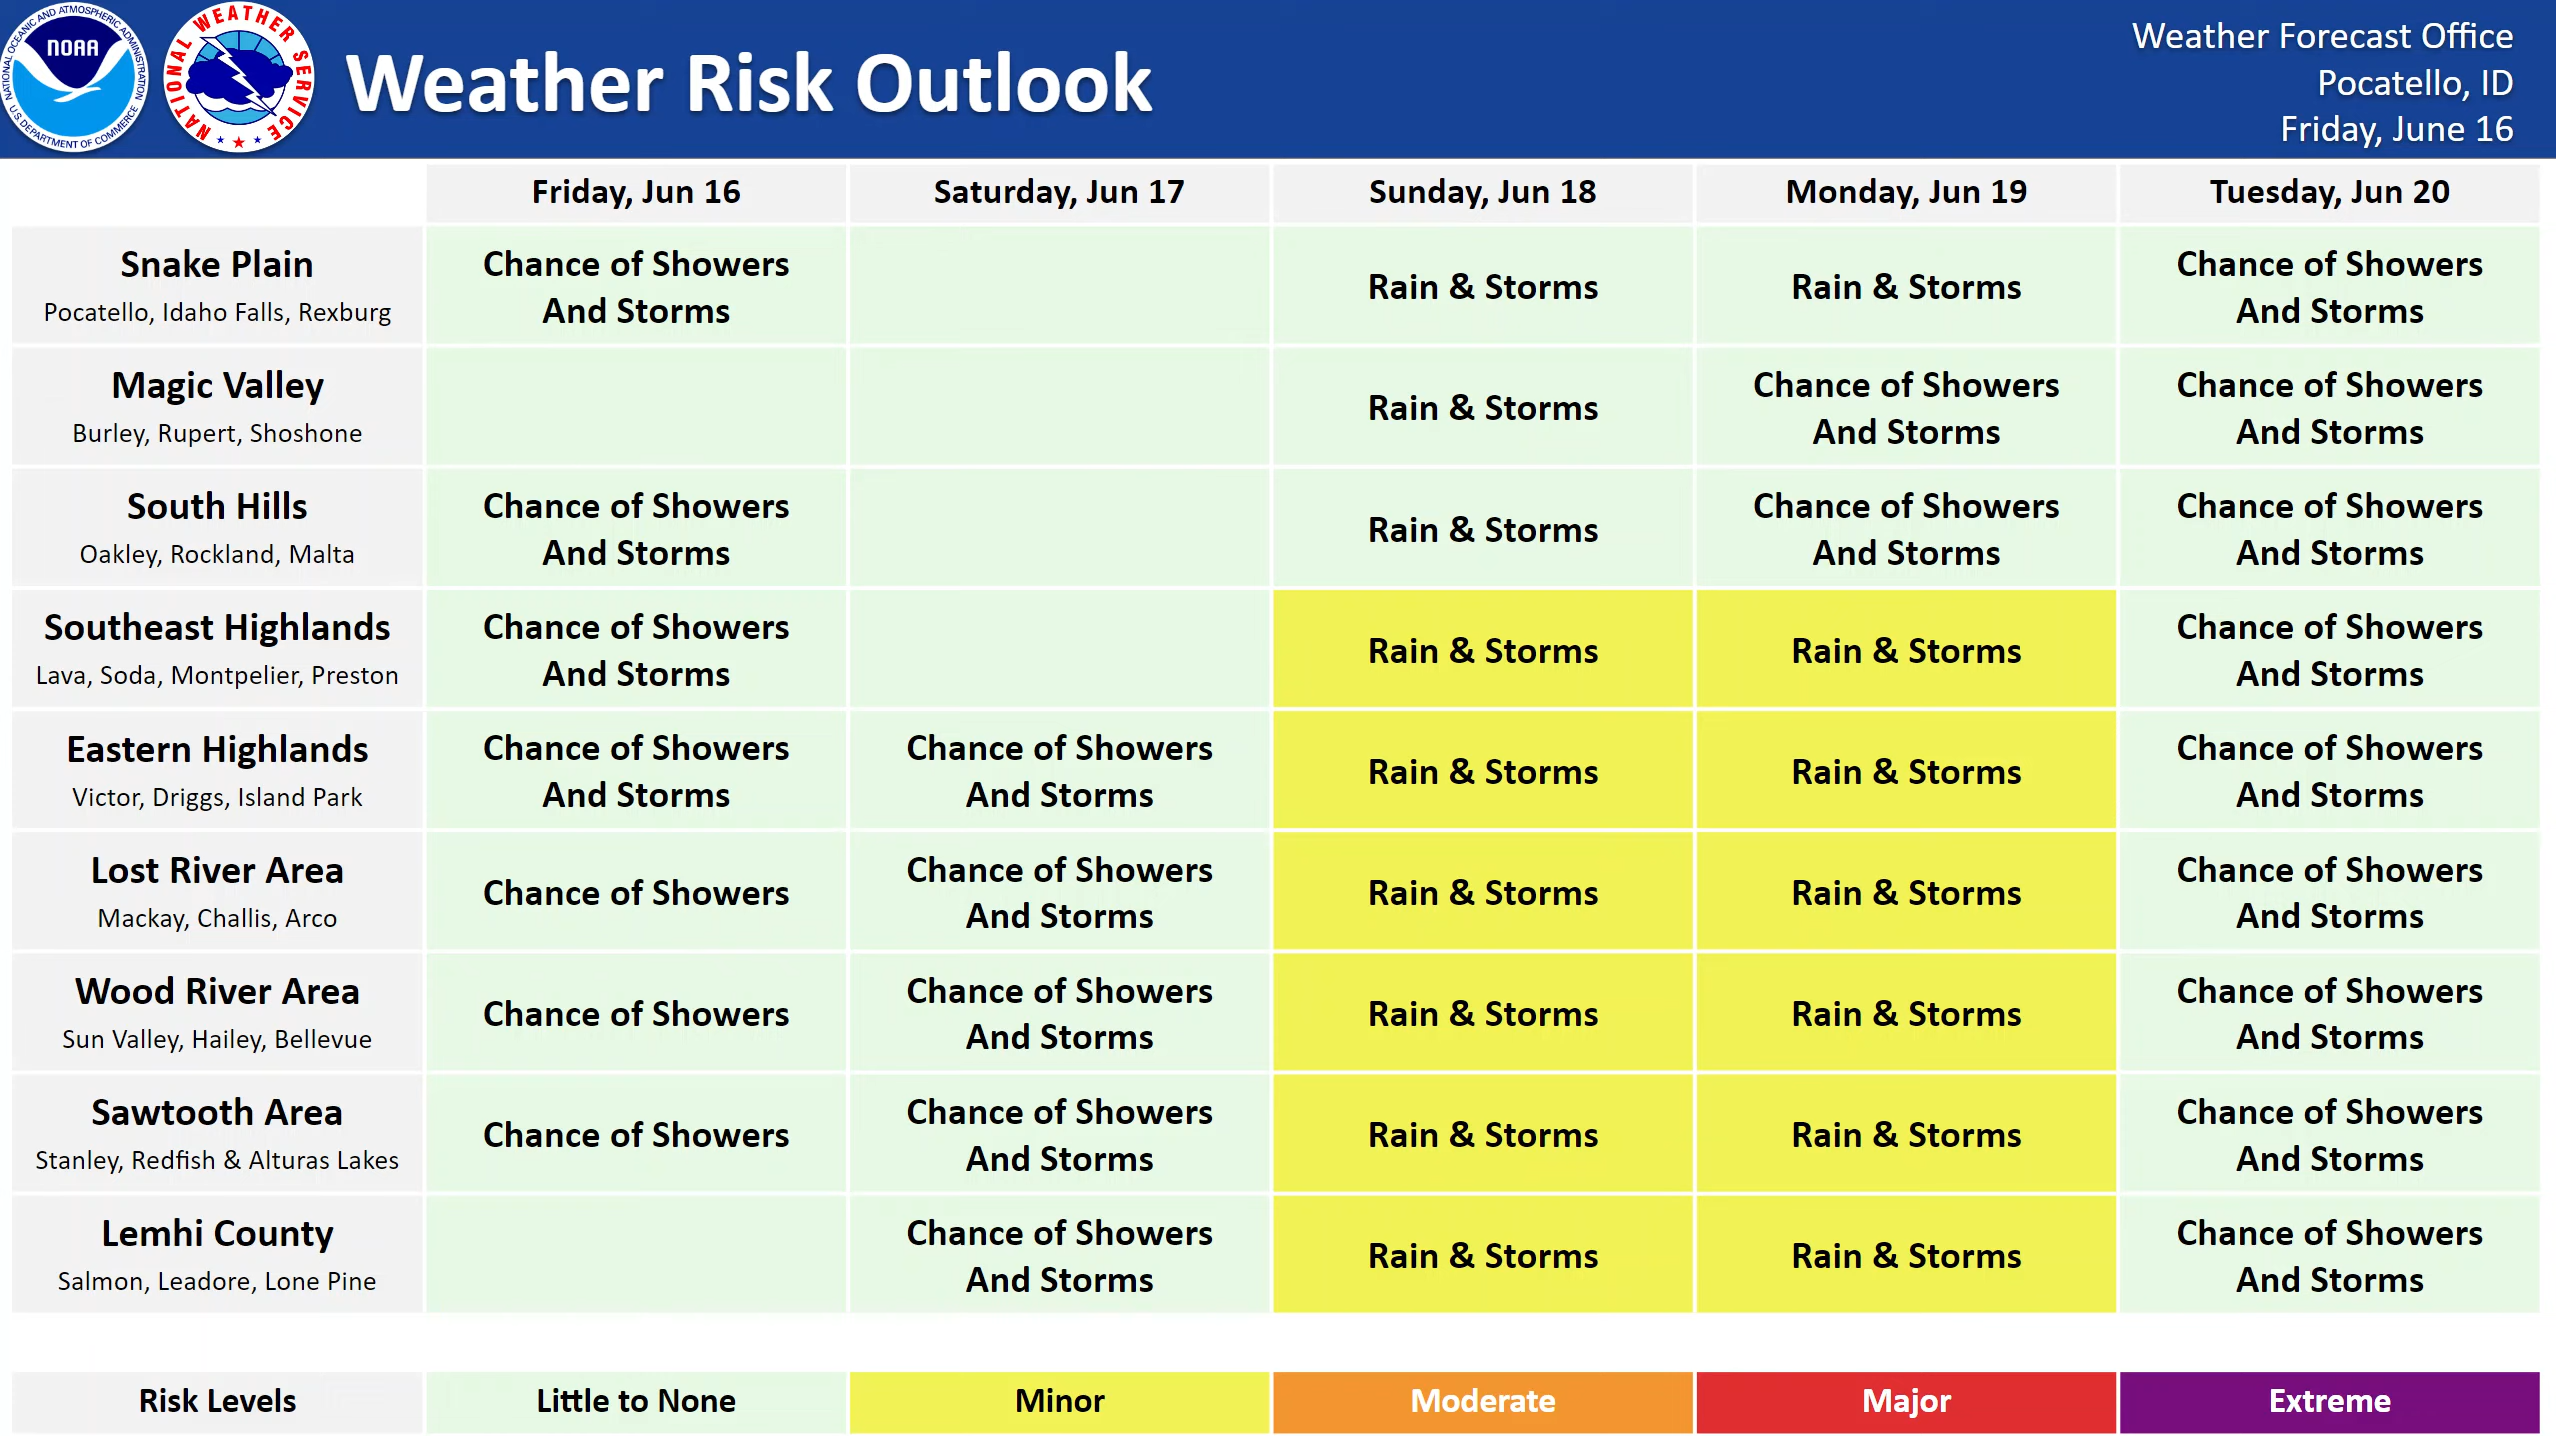 NATIONAL OCEANIC AND ATMOSPHERIC ADMINISTRATION
U.S. DEPARTMENT OF COMMERCE
NOAA
NATIONAL WEATHER SERVICE
Weather Risk Outlook
Weather Forecast Office
Pocatello, ID
Friday, June 16
Friday, Jun 16
Saturday, Jun 17
Sunday, Jun 18
Monday, Jun 19
Tuesday, Jun 20
Snake Plain
Pocatello, Idaho Falls, Rexburg
Chance of Showers
And Storms
Rain & Storms
Rain & Storms
Chance of Showers
And Storms
Magic Valley
Burley, Rupert, Shoshone
Rain & Storms
Chance of Showers
And Storms
Chance of Showers
And Storms
South Hills
Oakley, Rockland, Malta
Chance of Showers
And Storms
Rain & Storms
Chance of Showers
And Storms
Chance of Showers
And Storms
Southeast Highlands
Lava, Soda, Montpelier, Preston
Chance of Showers
And Storms
Rain & Storms
Rain & Storms
Chance of Showers
And Storms
Eastern Highlands
Victor, Driggs, Island Park
Chance of Showers
And Storms
Chance of Showers
And Storms
Rain & Storms
Rain & Storms
Chance of Showers
And Storms
Lost River Area
Mackay, Challis, Arco
Chance of Showers
Chance of Showers
And Storms
Rain & Storms
Rain & Storms
Chance of Showers
And Storms
Wood River Area
Sun Valley, Hailey, Bellevue
Chance of Showers
Chance of Showers
And Storms
Rain & Storms
Rain & Storms
Chance of Showers
And Storms
Sawtooth Area
Stanley, Redfish & Alturas Lakes
Chance of Showers
Chance of Showers
And Storms
Rain & Storms
Rain & Storms
Chance of Showers
And Storms
Lemhi County
Salmon, Leadore, Lone Pine
Chance of Showers
And Storms
Rain & Storms
Rain & Storms
Chance of Showers
And Storms
Risk Levels
Little to None
Minor
Moderate
Major
Extreme